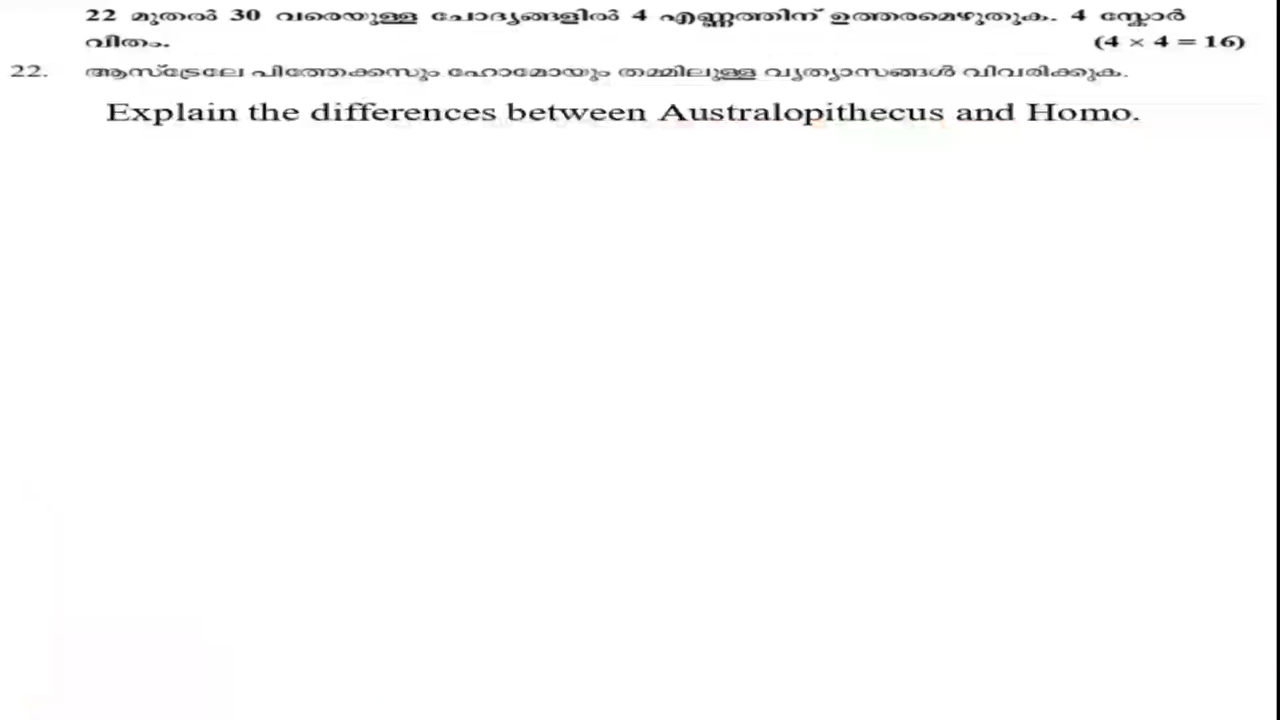 22 മുതൽ 30 വരെയുള്ള ചോദ്യങ്ങളിൽ 4 എണ്ണത്തിന് ഉത്തരമെഴുതുക. 4 സ്കോർ
വീതം. (4 × 4 = 16)
22. ആസ്ട്രേലേ പിത്തേക്കസും ഹോമോയും തമ്മിലുള്ള വ്യത്യാസങ്ങൾ വിവരിക്കുക.
Explain the differences between Australopithecus and Homo.